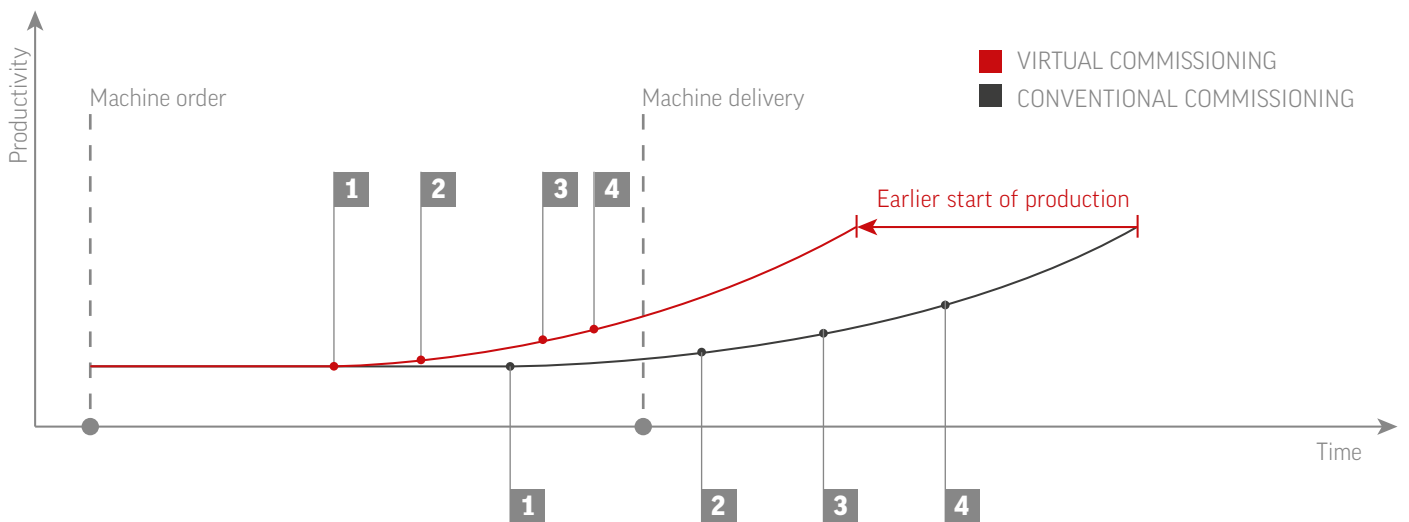 Productivity
VIRTUAL COMMISSIONING
CONVENTIONAL COMMISSIONING
Machine order
Machine delivery
1
2
3
4
Earlier start of production
Time
1
2
3
4